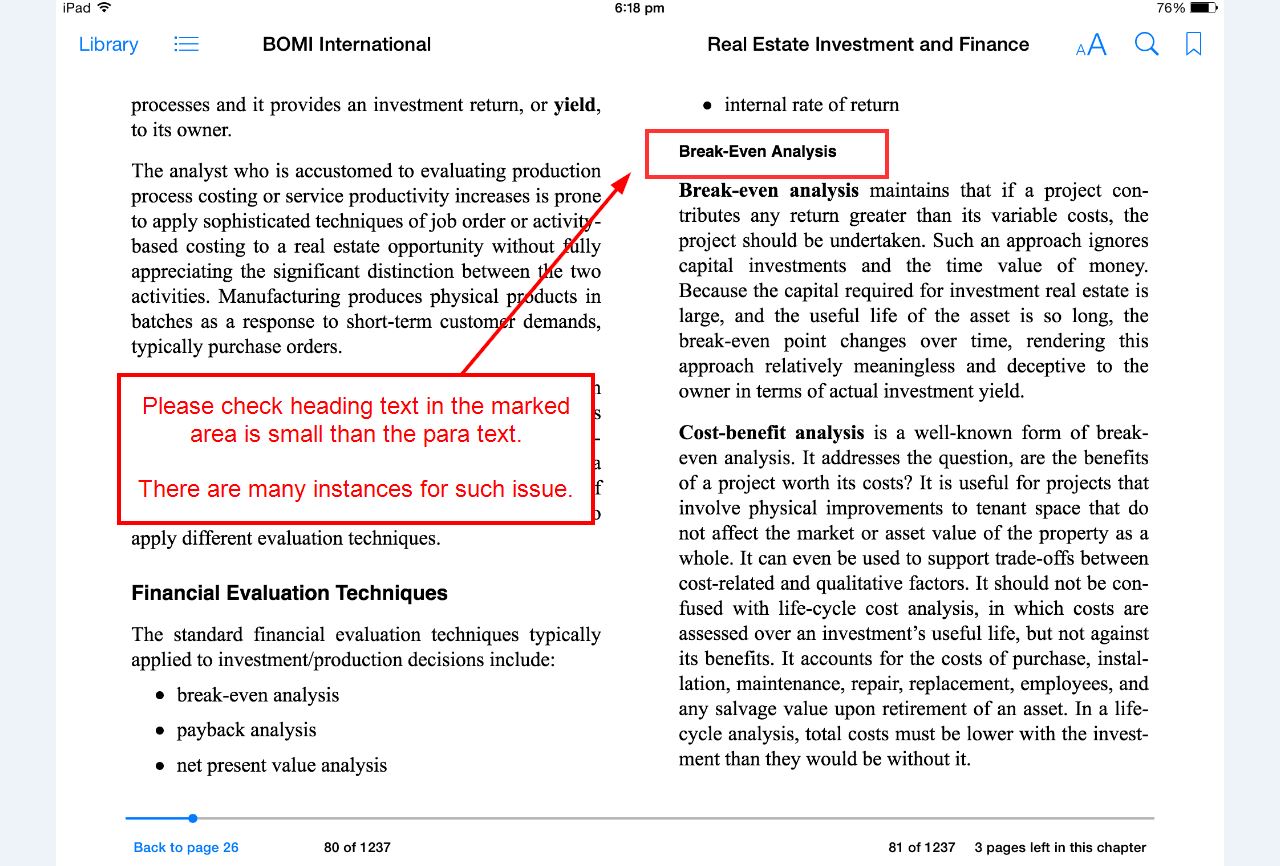 iPad
6:18 pm
76%
Library
BOMI International
Real Estate Investment and Finance
AA
processes and it provides an investment return, or yield,
to its owner.
The analyst who is accustomed to evaluating production
process costing or service productivity increases is prone
to apply sophisticated techniques of job order or activity-
based costing to a real estate opportunity without fully
appreciating the significant distinction between the two
activities. Manufacturing produces physical products in
batches as a response to short-term customer demands,
typically purchase orders.
Please check heading text in the marked
area is small than the para text.
There are many instances for such issue.
apply different evaluation techniques.
Financial Evaluation Techniques
The standard financial evaluation techniques typically
applied to investment/production decisions include:
• break-even analysis
• payback analysis
• net present value analysis
• internal rate of return
Break-Even Analysis
Break-even analysis maintains that if a project con-
tributes any return greater than its variable costs, the
project should be undertaken. Such an approach ignores
capital investments and the time value of money.
Because the capital required for investment real estate is
large, and the useful life of the asset is so long, the
break-even point changes over time, rendering this
approach relatively meaningless and deceptive to the
owner in terms of actual investment yield.
Cost-benefit analysis is a well-known form of break-
even analysis. It addresses the question, are the benefits
of a project worth its costs? It is useful for projects that
involve physical improvements to tenant space that do
not affect the market or asset value of the property as a
whole. It can even be used to support trade-offs between
cost-related and qualitative factors. It should not be con-
fused with life-cycle cost analysis, in which costs are
assessed over an investment's useful life, but not against
its benefits. It accounts for the costs of purchase, instal-
lation, maintenance, repair, replacement, employees, and
any salvage value upon retirement of an asset. In a life-
cycle analysis, total costs must be lower with the invest-
ment than they would be without it.
Back to page 26
80 of 1237
81 of 1237
3 pages left in this chapter